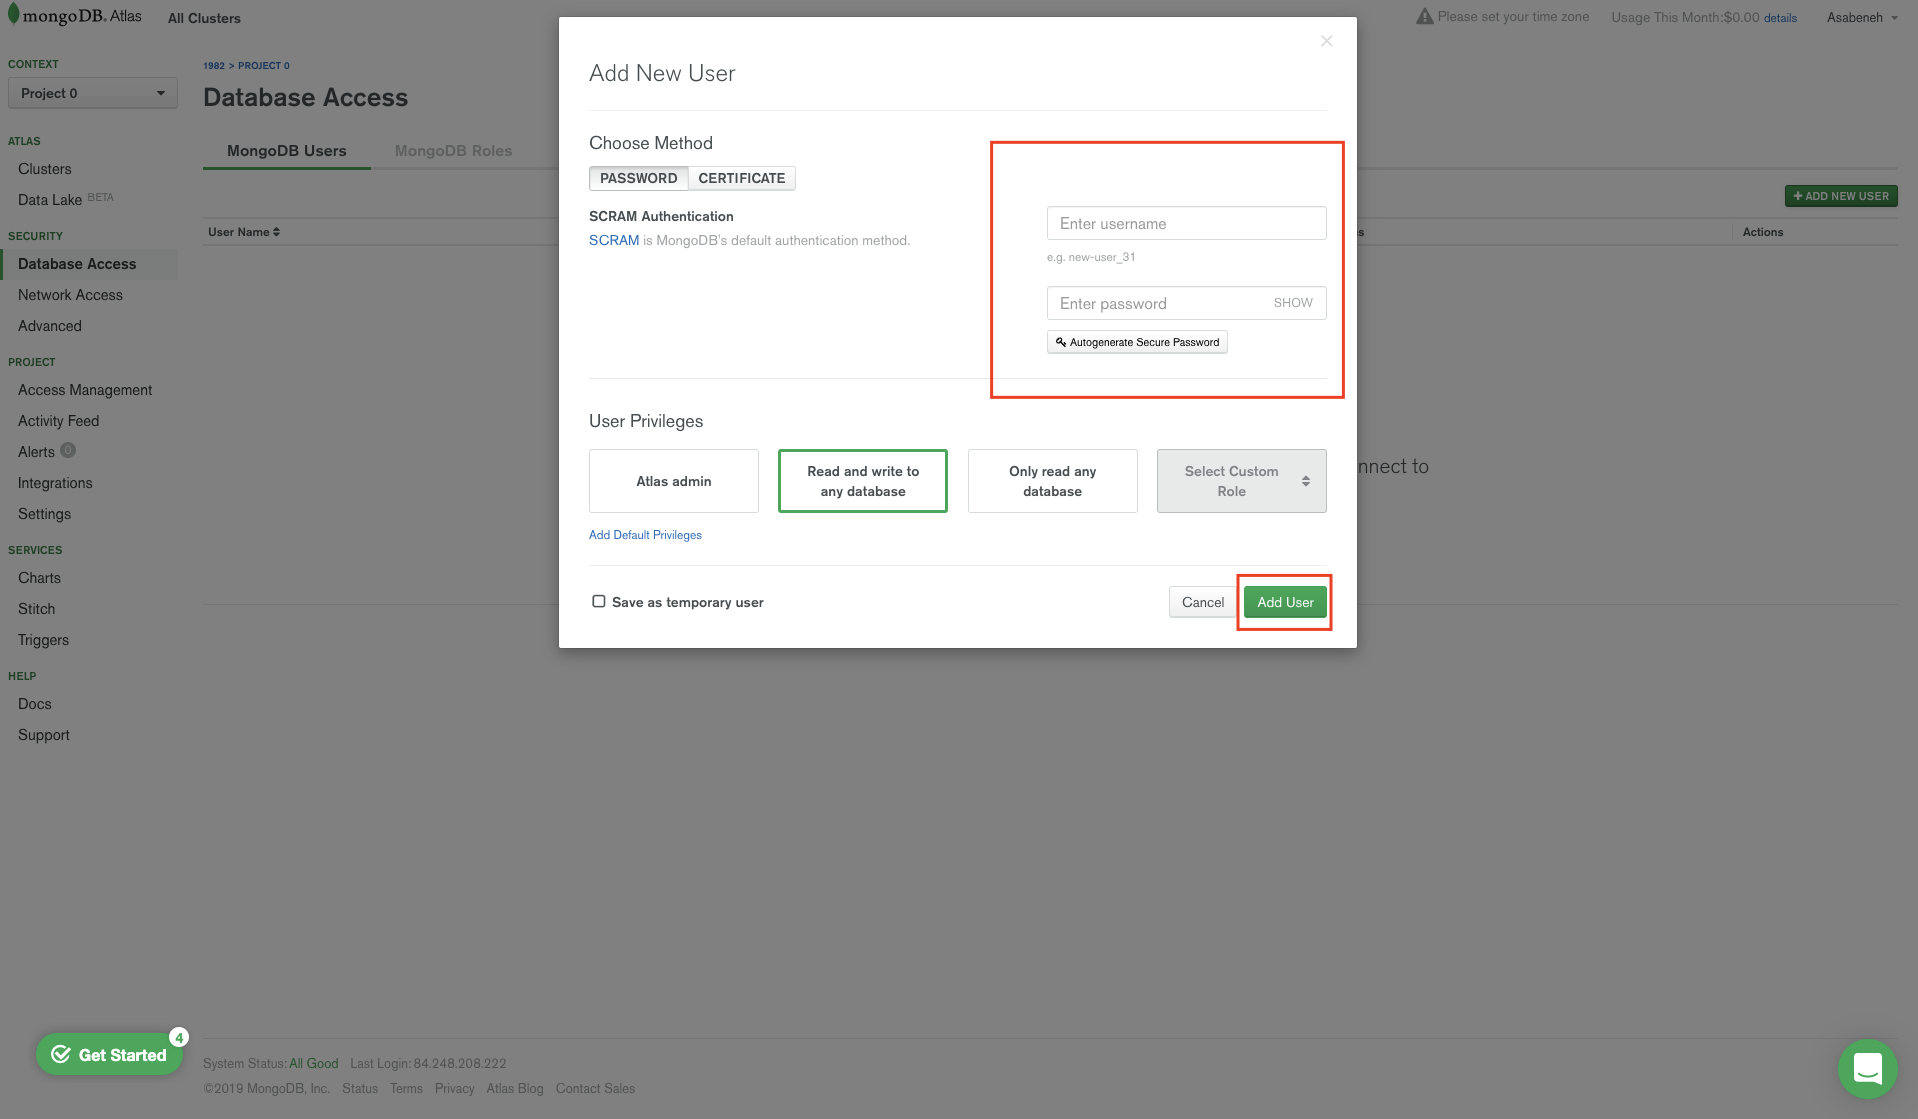 mongoDB. Atlas
All Clusters
Please set your time zone
Usage This Month:$0.00 details
Asabeneh
CONTEXT
Project 0
ATLAS
Clusters
Data Lake BETA
SECURITY
Database Access
Network Access
Advanced
PROJECT
Access Management
Activity Feed
Alerts 0
Integrations
Settings
SERVICES
Charts
Stitch
Triggers
HELP
Docs
Support
1982 > PROJECT 0
Database Access
MongoDB Users
MongoDB Roles
+ ADD NEW USER
User Name
s
Actions
nnect to
Add New User
×
Choose Method
PASSWORD
CERTIFICATE
SCRAM Authentication
SCRAM is MongoDB's default authentication method.
Enter username
e.g. new-user_31
Enter password
SHOW
Autogenerate Secure Password
User Privileges
Atlas admin
Read and write to
any database
Only read any
database
Select Custom
Role
Add Default Privileges
Save as temporary user
Cancel
Add User
Get Started
4
System Status: All Good Last Login: 84.248.208.222
©2019 MongoDB, Inc. Status Terms Privacy Atlas Blog Contact Sales